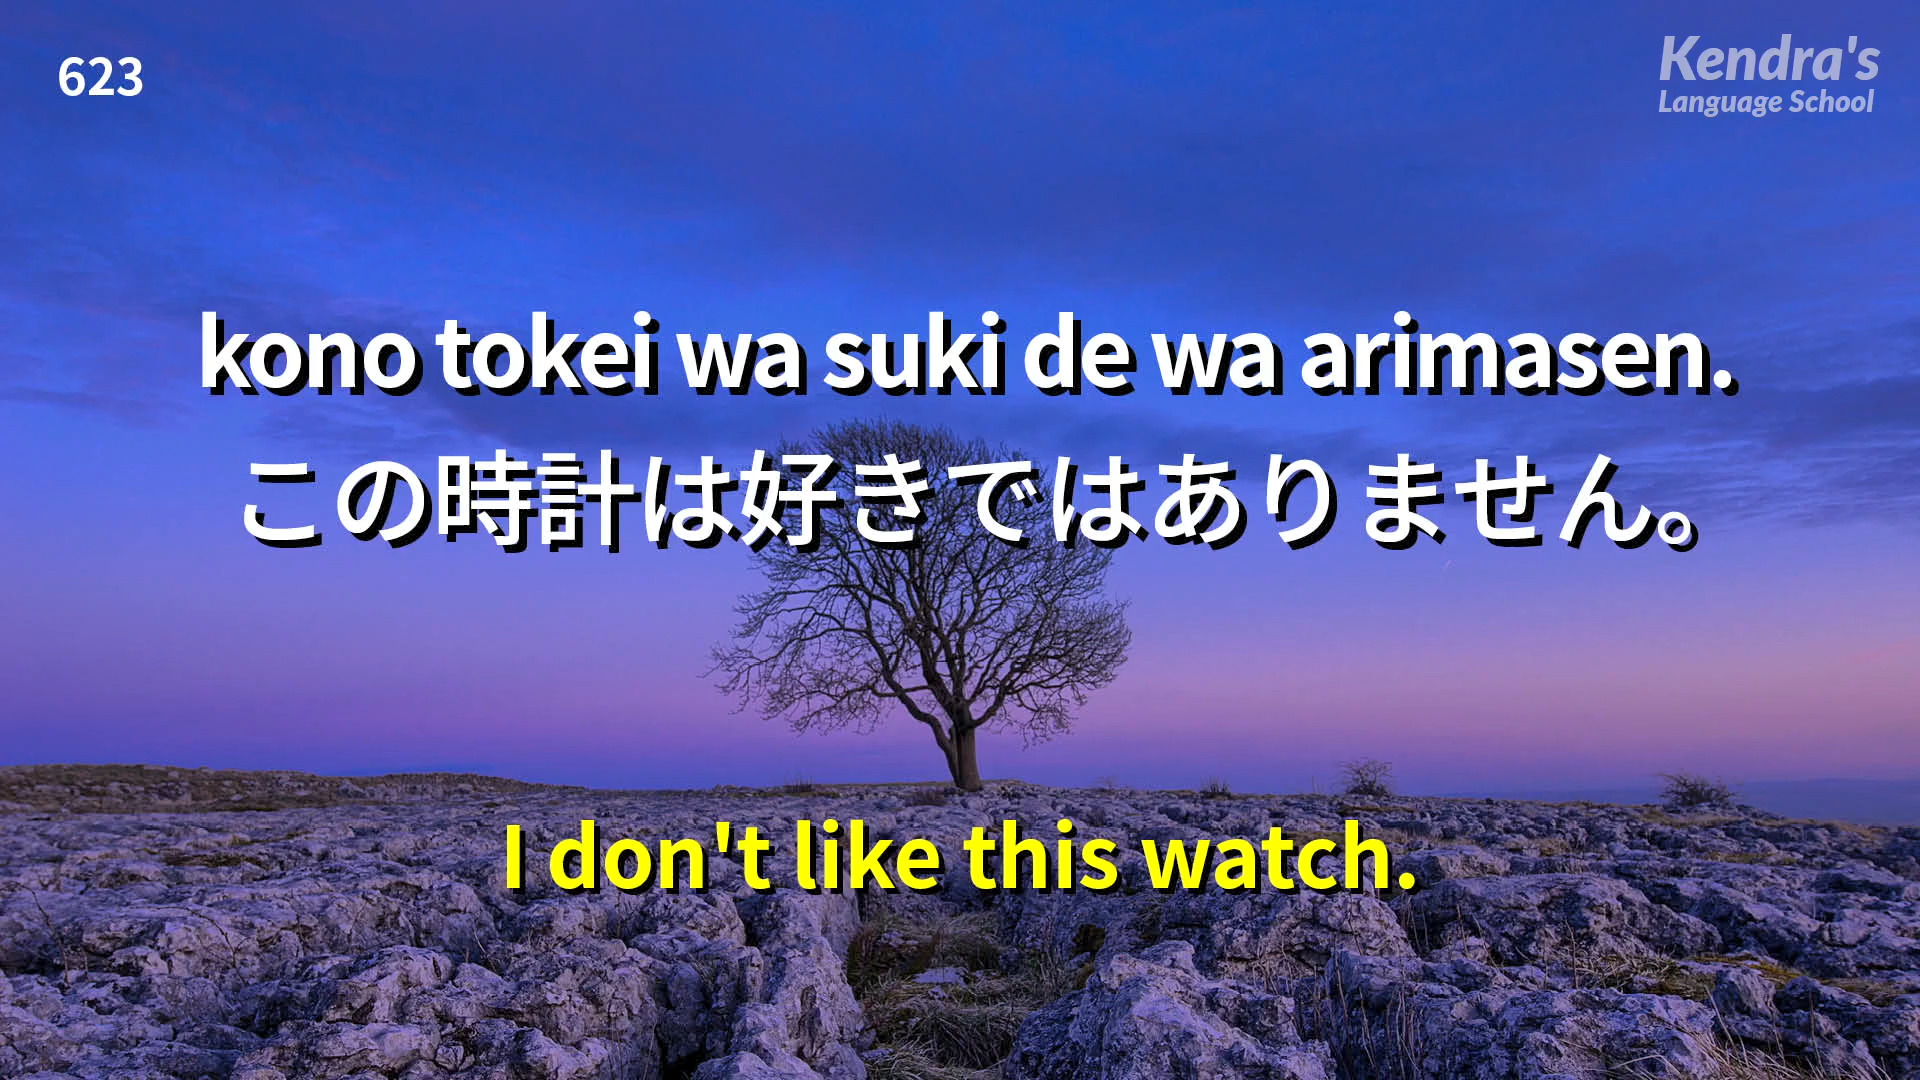 623
Kendra's
Language School
kono tokei wa suki de wa arimasen.
この時計は好きではありません。
I don't like this watch.